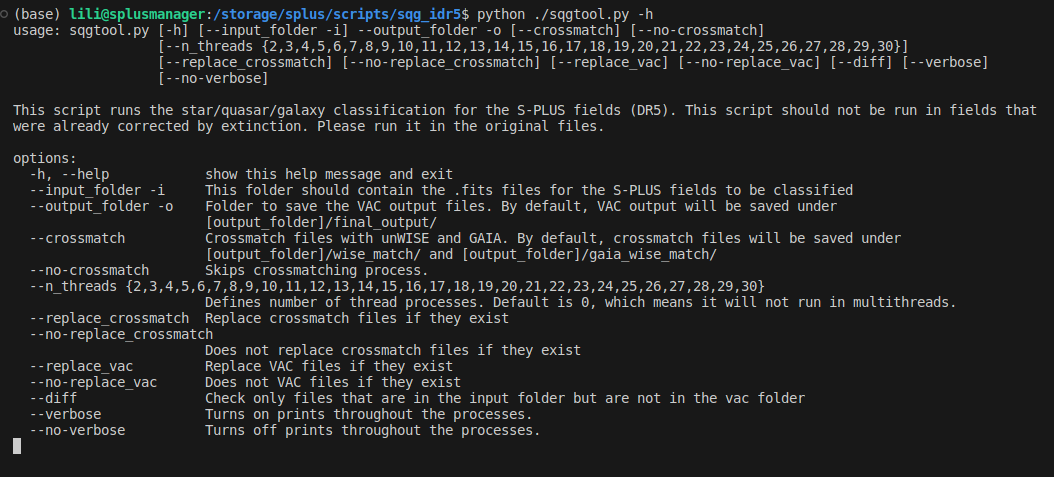 (base) lili@splusmanager:/storage/splus/scripts/sqg_idr5$ python ./sqgtool.py -h
usage: sqgtool.py [-h] [--input_folder -i] --output_folder -o [--crossmatch] [--no-crossmatch]
[--n_threads {2,3,4,5,6,7,8,9,10,11,12,13,14,15,16,17,18,19,20,21,22,23,24,25,26,27,28,29,30}]
[--replace_crossmatch] [--no-replace_crossmatch] [--replace_vac] [--no-replace_vac] [--diff] [--verbose]
[--no-verbose]
This script runs the star/quasar/galaxy classification for the S-PLUS fields (DR5). This script should not be run in fields that
were already corrected by extinction. Please run it in the original files.
options:
-h, --help show this help message and exit
--input_folder -i This folder should contain the .fits files for the S-PLUS fields to be classified
--output_folder -o Folder to save the VAC output files. By default, VAC output will be saved under
[output_folder]/final_output/
--crossmatch Crossmatch files with unWISE and GAIA. By default, crossmatch files will be saved under
[output_folder]/wise_match/ and [output_folder]/gaia_wise_match/
--no-crossmatch Skips crossmatching process.
--n_threads {2,3,4,5,6,7,8,9,10,11,12,13,14,15,16,17,18,19,20,21,22,23,24,25,26,27,28,29,30}
Defines number of thread processes. Default is 0, which means it will not run in multithreads.
--replace_crossmatch Replace crossmatch files if they exist
--no-replace_crossmatch
Does not replace crossmatch files if they exist
--replace_vac Replace VAC files if they exist
--no-replace_vac Does not VAC files if they exist
--diff Check only files that are in the input folder but are not in the vac folder
--verbose Turns on prints throughout the processes.
--no-verbose Turns off prints throughout the processes.